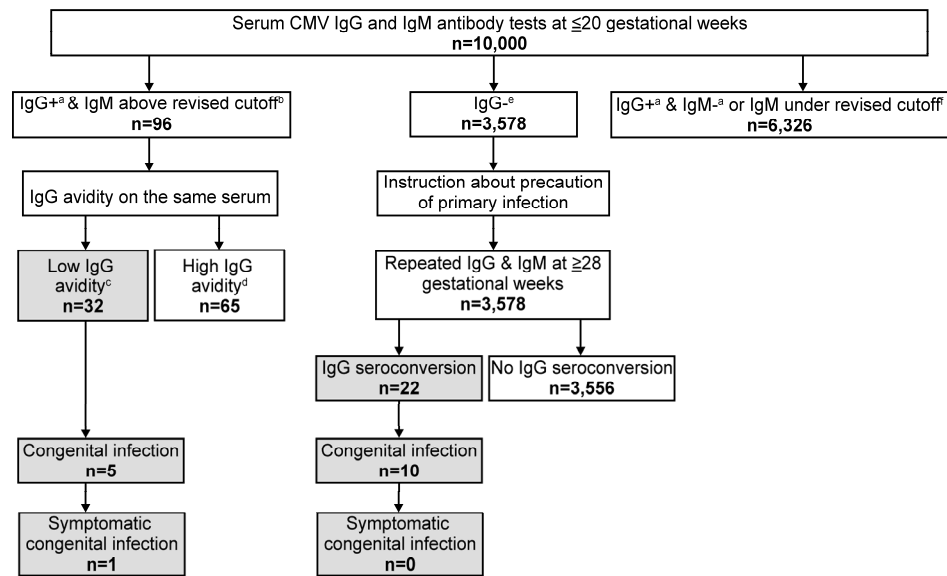 Serum CMV IgG and IgM antibody tests at ≤20 gestational weeks
n=10,000
IgG+ᵃ & IgM above revised cutoffᵇ
n=96
IgG-ᵉ
n=3,578
IgG+ᵃ & IgM-ᵃ or IgM under revised cutoffᶠ
n=6,326
IgG avidity on the same serum
Instruction about precaution
of primary infection
Low IgG
avidityᶜ
n=32
High IgG
avidityᵈ
n=65
Repeated IgG & IgM at ≥28
gestational weeks
n=3,578
IgG seroconversion
n=22
No IgG seroconversion
n=3,556
Congenital infection
n=5
Congenital infection
n=10
Symptomatic
congenital infection
n=1
Symptomatic
congenital infection
n=0